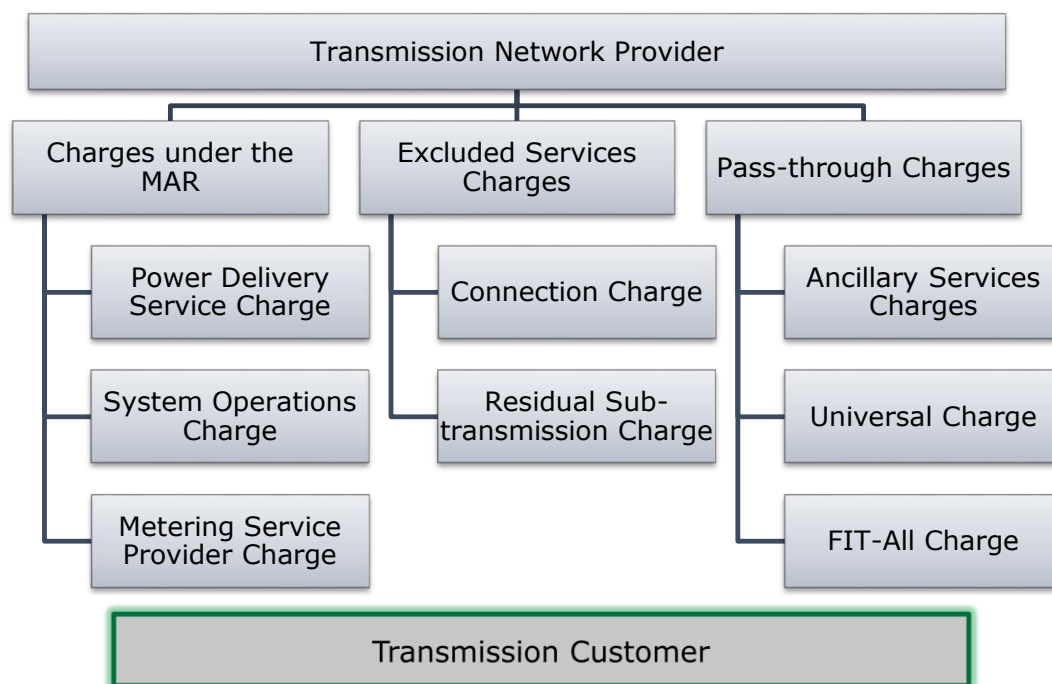 Transmission Network Provider
Charges under the
MAR
Excluded Services
Charges
Pass-through Charges
Power Delivery
Service Charge
Connection Charge
Ancillary Services
Charges
System Operations
Charge
Residual Sub-
transmission Charge
Universal Charge
Metering Service
Provider Charge
FIT-All Charge
Transmission Customer